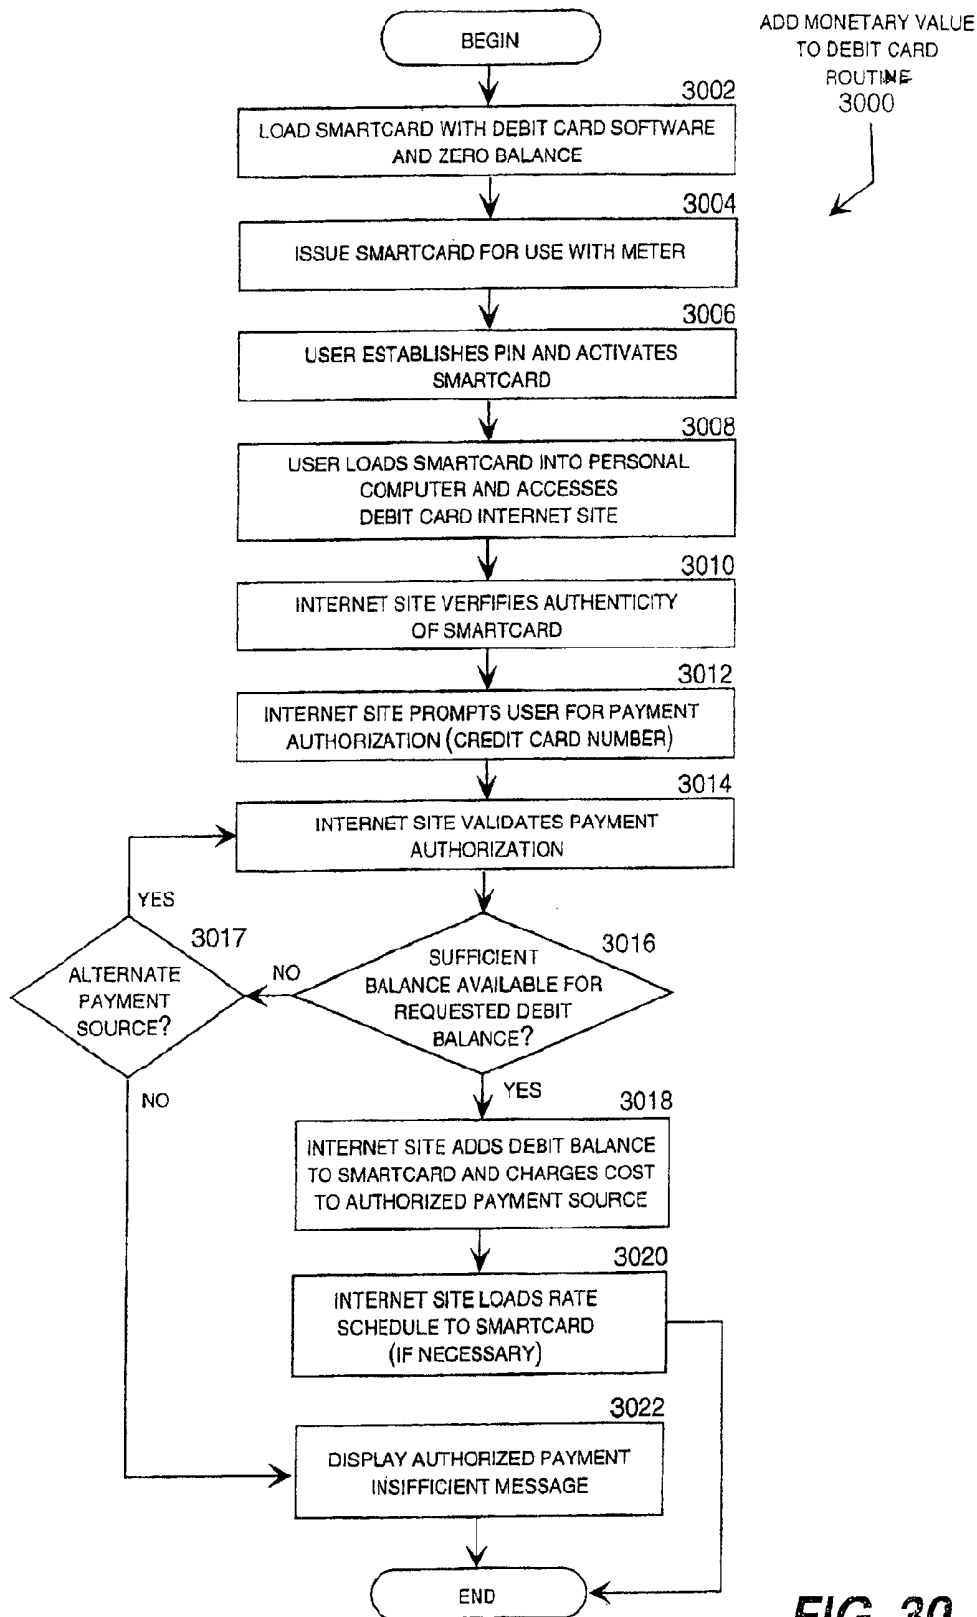 BEGIN
ADD MONETARY VALUE
TO DEBIT CARD
ROUTINE
3000
3002
LOAD SMARTCARD WITH DEBIT CARD SOFTWARE
AND ZERO BALANCE
3004
ISSUE SMARTCARD FOR USE WITH METER
3006
USER ESTABLISHES PIN AND ACTIVATES
SMARTCARD
3008
USER LOADS SMARTCARD INTO PERSONAL
COMPUTER AND ACCESSES
DEBIT CARD INTERNET SITE
3010
INTERNET SITE VERFIFIES AUTHENTICITY
OF SMARTCARD
3012
INTERNET SITE PROMPTS USER FOR PAYMENT
AUTHORIZATION (CREDIT CARD NUMBER)
3014
INTERNET SITE VALIDATES PAYMENT
AUTHORIZATION
YES
3017
ALTERNATE
PAYMENT
SOURCE?
NO
3016
SUFFICIENT
BALANCE AVAILABLE FOR
REQUESTED DEBIT
BALANCE?
NO
YES
3018
INTERNET SITE ADDS DEBIT BALANCE
TO SMARTCARD AND CHARGES COST
TO AUTHORIZED PAYMENT SOURCE
3020
INTERNET SITE LOADS RATE
SCHEDULE TO SMARTCARD
(IF NECESSARY)
3022
DISPLAY AUTHORIZED PAYMENT
INSIFFICIENT MESSAGE
END
FIG. 30